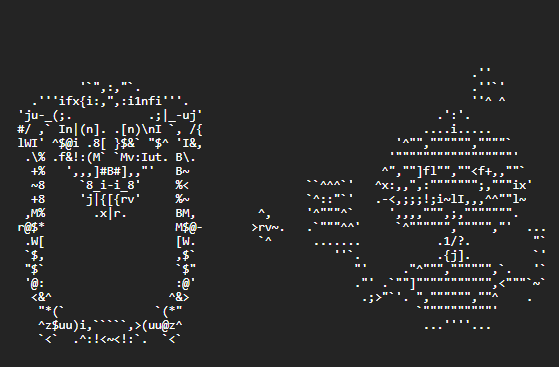 .''
'`",:,"`. .''`'
.'''ifx{i:,",:i1nfi'''. ''^ ^
'ju-_(;. .;|_-uj' .':'.
#/ ,` In|(n]. .[n)\nI `, /{ ....i.....
lWI' ^$@i .8[ }$&` "$^ 'I&, '^"","""""",""""`
.\% .f&!:(M` `Mv:Iut. B\. '"""""""""""""""""'
+% ',,,]#B#],,"' B~ ^",""]fl"",""<f+,,""`
~8 `8_i-i_8' %< ``^^^`' ^x:,,",:""""""";,"""ix'
+8 'j|{[{rv' %~ `^::"`' .-<,;;;!;i~lI,,,^^""l~
,M% .x|r. BM, ^, '^"""^` ',,,,""",;,""""""".
r@$* M$@- >rv~. .`"""^^' `^"""""","""""","' ...
.W[ [W. `^ ....... .1/?. "`
`$, ,$` ''`. .{j]. `'
"$` `$" "' .."^""","""""",`. '`
'@: :@' ."' .`""]"""""""""""",<"""`~`
<&^ ^&> .;>"`'. ","""""",""^ .
"*(` `(*" `"""""""""""'
^z$uu)i,`````,>(uu@z^ ...''''...
`<` .^:!<~<!:`. `<`